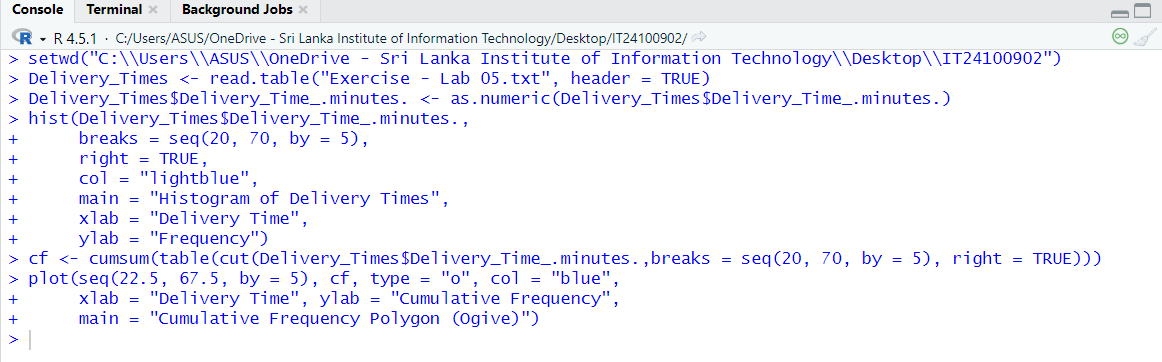 Console Terminal Background Jobs
R R 4.5.1 · C:/Users/ASUS/OneDrive - Sri Lanka Institute of Information Technology/Desktop/IT24100902/
> setwd("C:\\Users\\ASUS\\OneDrive - Sri Lanka Institute of Information Technology\\Desktop\\IT24100902")
> Delivery_Times <- read.table("Exercise - Lab 05.txt", header = TRUE)
> Delivery_Times$Delivery_Time_.minutes. <- as.numeric(Delivery_Times$Delivery_Time_.minutes.)
> hist(Delivery_Times$Delivery_Time_.minutes.,
+      breaks = seq(20, 70, by = 5),
+      right = TRUE,
+      col = "lightblue",
+      main = "Histogram of Delivery Times",
+      xlab = "Delivery Time",
+      ylab = "Frequency")
> cf <- cumsum(table(cut(Delivery_Times$Delivery_Time_.minutes.,breaks = seq(20, 70, by = 5), right = TRUE)))
> plot(seq(22.5, 67.5, by = 5), cf, type = "o", col = "blue",
+      xlab = "Delivery Time", ylab = "Cumulative Frequency",
+      main = "Cumulative Frequency Polygon (Ogive)")
>